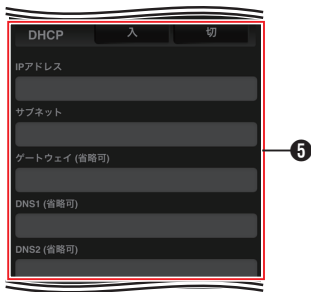 DHCP 入 切
IPアドレス
サブネット
ゲートウェイ (省略可)
DNS1 (省略可)
DNS2 (省略可)
❺